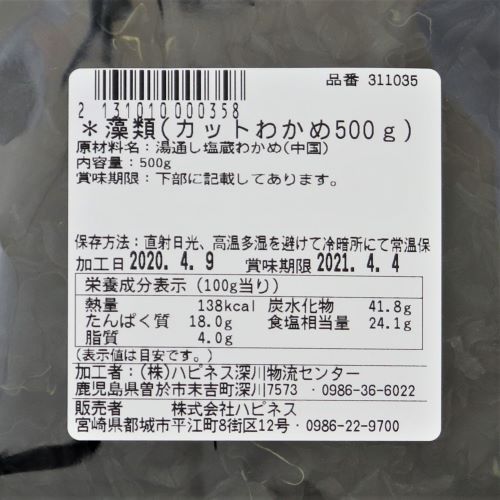 品番 311035
2 131010 000358
＊藻類(カットわかめ500ｇ)
原材料名：湯通し塩蔵わかめ(中国)
内容量：500g
賞味期限：下部に記載してあります。
保存方法：直射日光、高温多湿を避けて冷暗所にて常温保
加工日 2020. 4. 9 賞味期限 2021. 4. 4
栄養成分表示 (100g当り)
熱量 138kcal 炭水化物 41.8g
たんぱく質 18.0g 食塩相当量 24.1g
脂質 4.0g
(表示値は目安です。)
加工者：(株)ハピネス深川物流センター
鹿児島県曽於市末吉町深川7573 ・0986-36-6022
販売者 株式会社ハピネス
宮崎県都城市平江町8街区12号・0986-22-9700